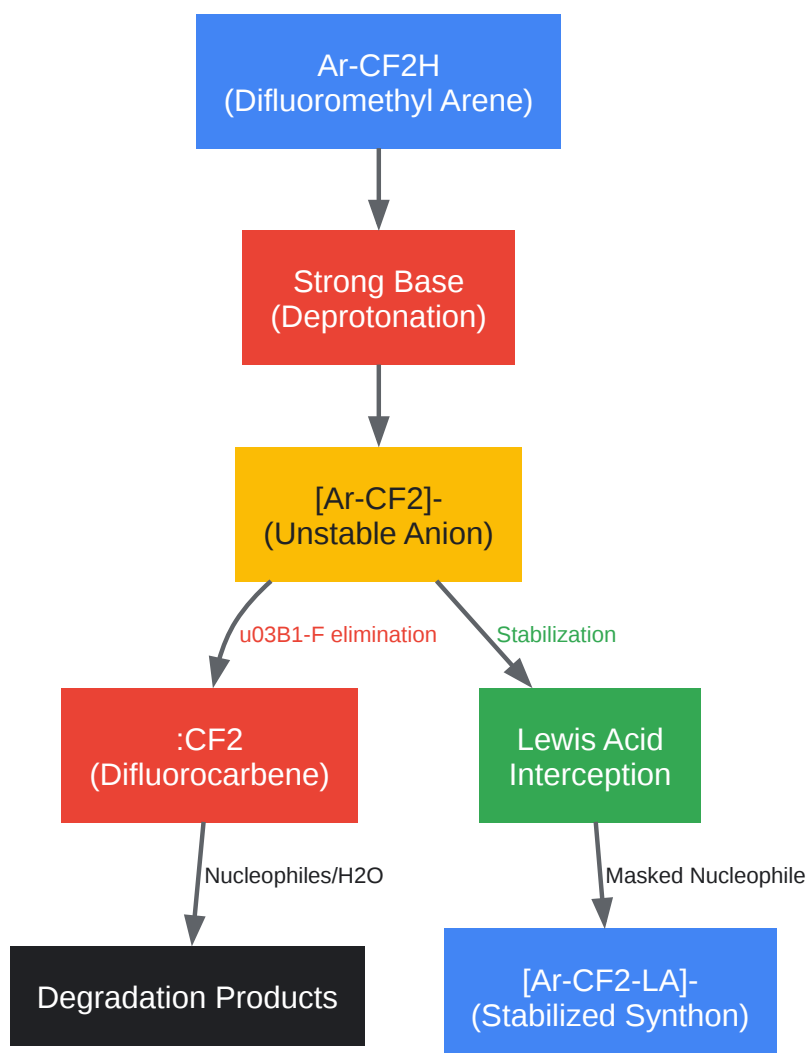 Ar-CF2H
(Difluoromethyl Arene)
Strong Base
(Deprotonation)
[Ar-CF2]-
(Unstable Anion)
u03B1-F elimination
Stabilization
:CF2
(Difluorocarbene)
Lewis Acid
Interception
Nucleophiles/H2O
Masked Nucleophile
Degradation Products
[Ar-CF2-LA]-
(Stabilized Synthon)